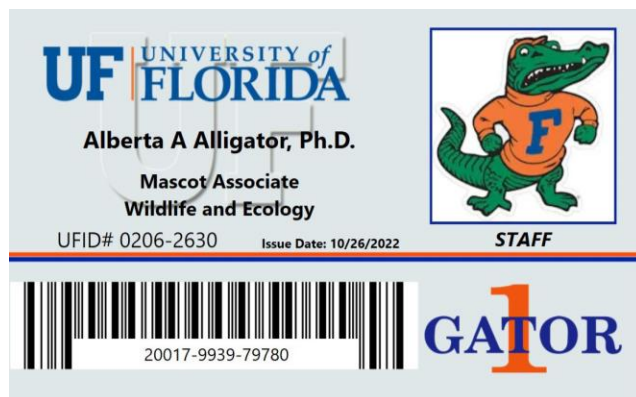 UF UNIVERSITY of
FLORIDA
Alberta A Alligator, Ph.D.
Mascot Associate
Wildlife and Ecology
UFID# 0206-2630 Issue Date: 10/26/2022
STAFF
F
20017-9939-79780
GATOR 1